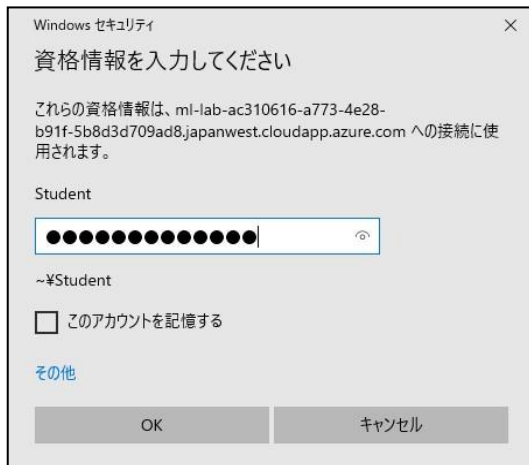 Windows セキュリティ
資格情報を入力してください
これらの資格情報は、ml-lab-ac310616-a773-4e28-
b91f-5b8d3d709ad8.japanwest.cloudapp.azure.com への接続に使
用されます。
Student
●●●●●●●●●●●●●
~¥Student
このアカウントを記憶する
その他
OK
キャンセル